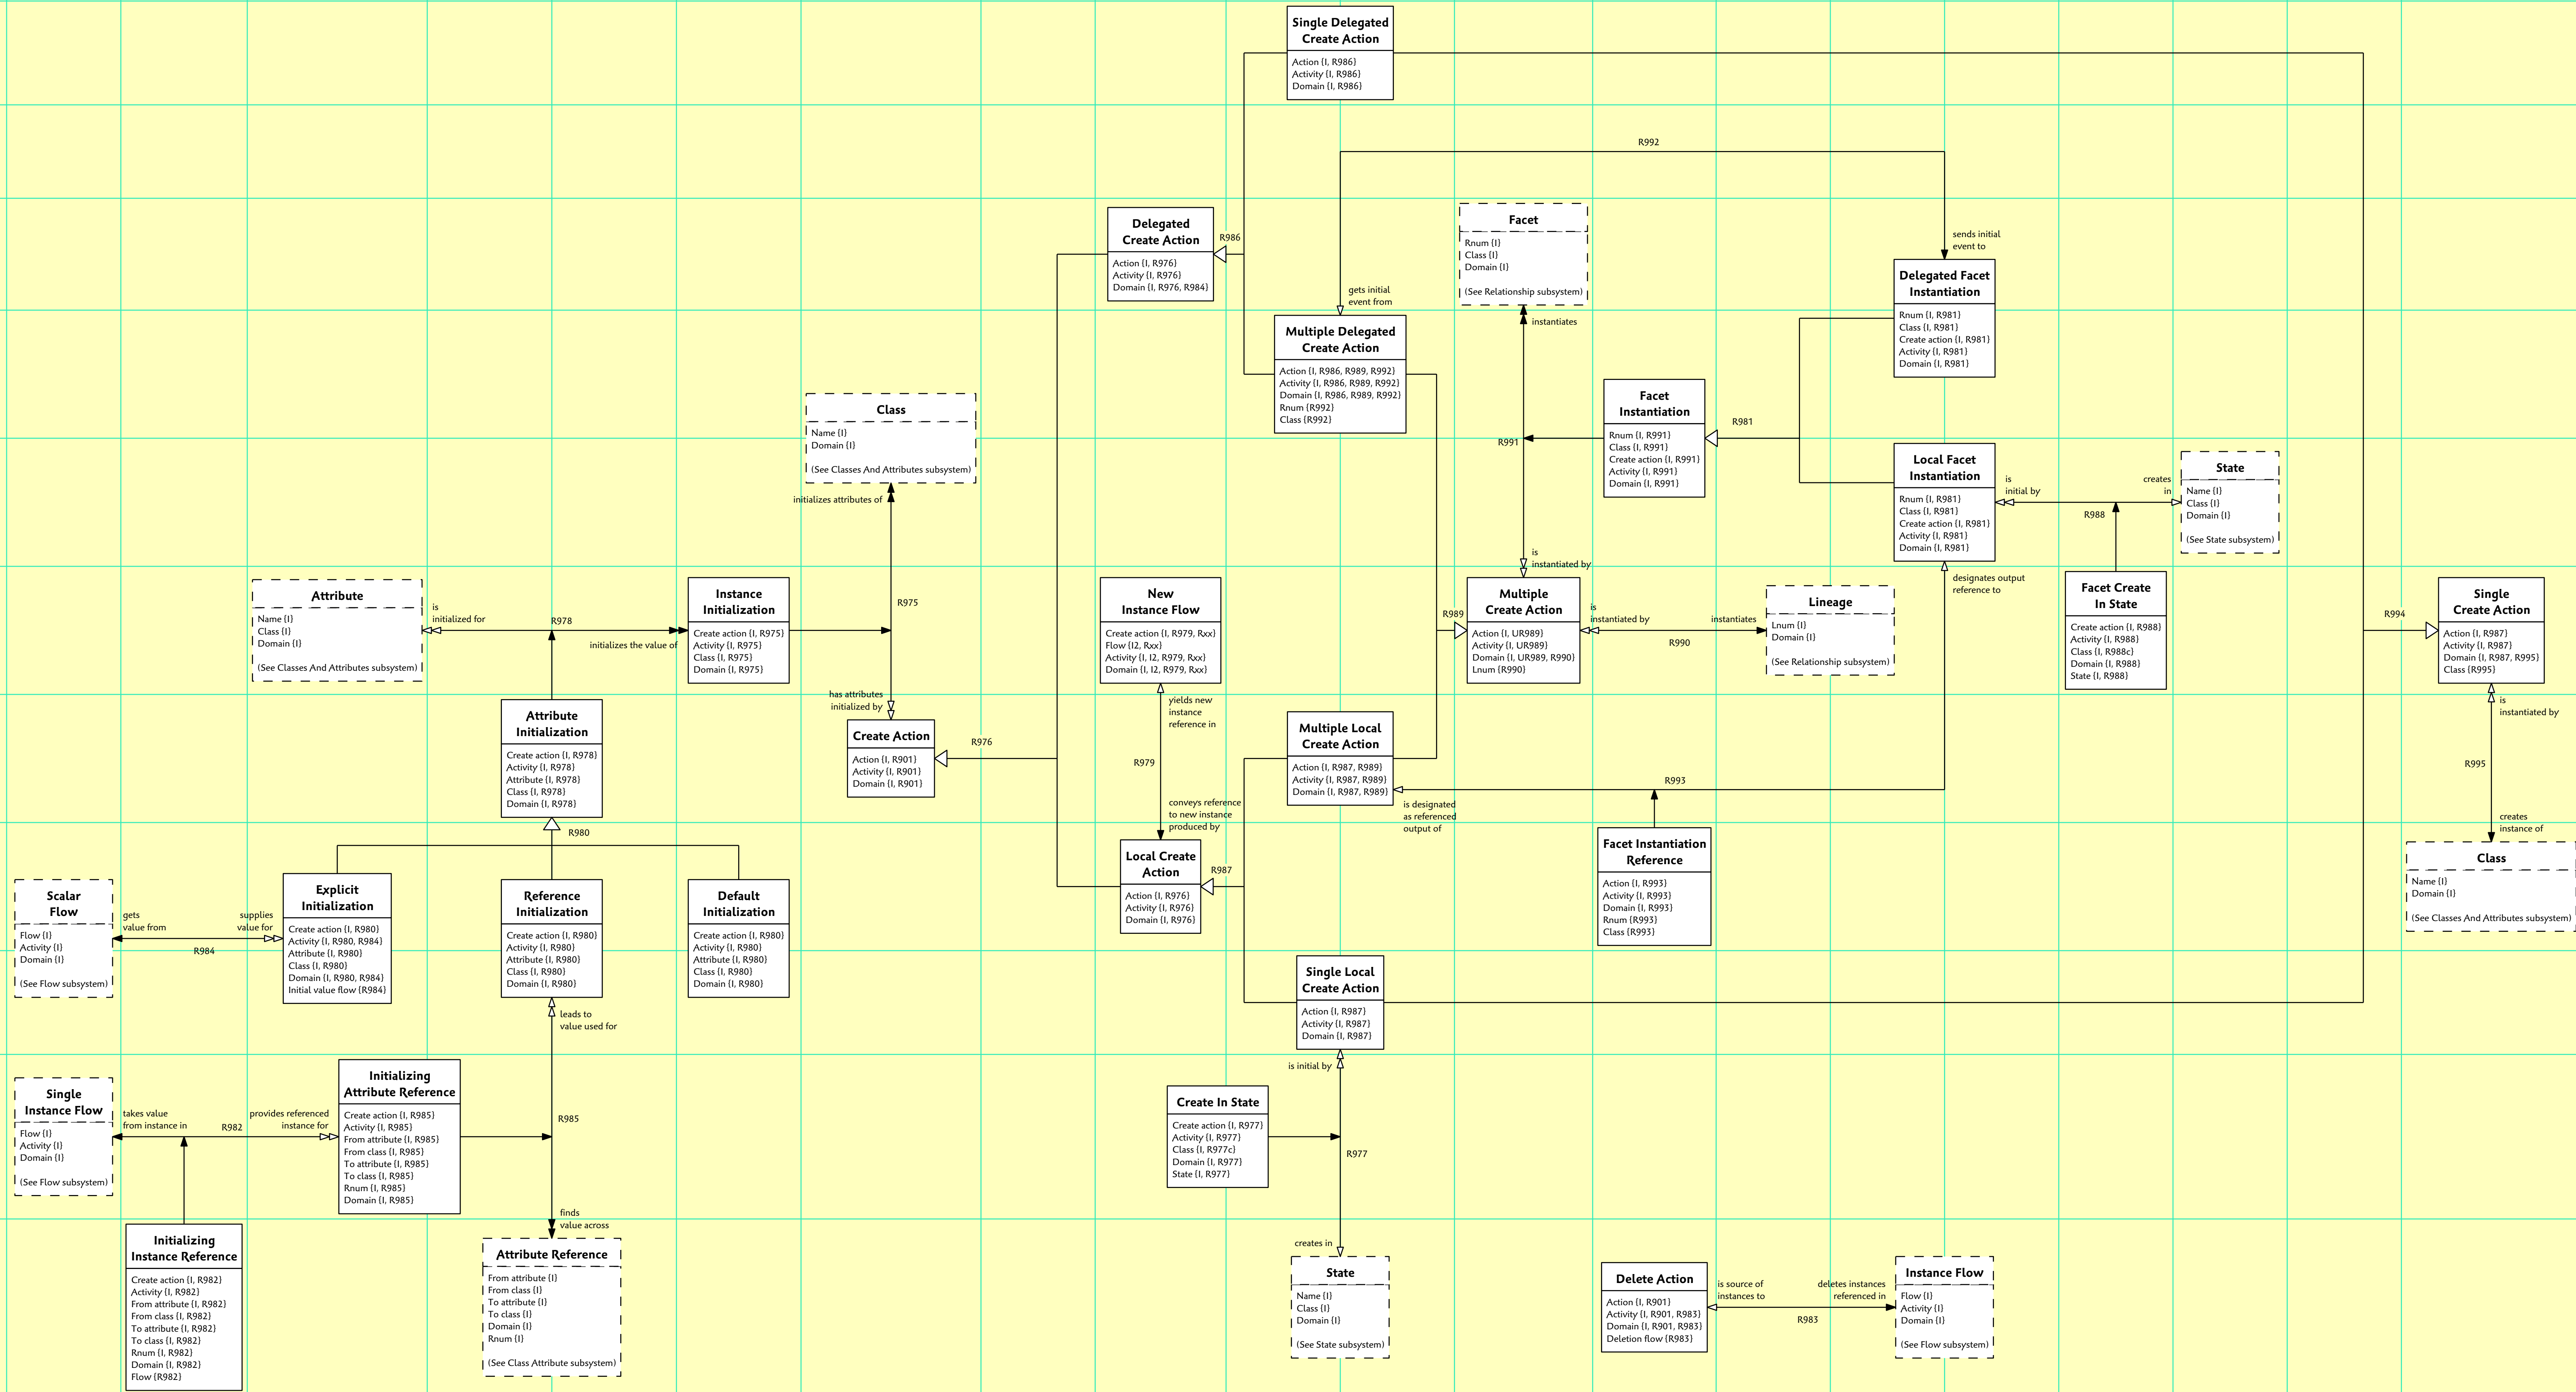 Single Delegated
Create Action
Action {I, R986}
Activity {I, R986}
Domain {I, R986}
R992
Delegated
Create Action
Action {I, R976}
Activity {I, R976}
Domain {I, R976, R984}
R986
gets initial
event from
Facet
Rnum {I}
Class {I}
Domain {I}
(See Relationship subsystem)
instantiates
sends initial
event to
Delegated Facet
Instantiation
Rnum {I, R981}
Class {I, R981}
Create action {I, R981}
Activity {I, R981}
Domain {I, R981}
Multiple Delegated
Create Action
Action {I, R986, R989, R992}
Activity {I, R986, R989, R992}
Domain {I, R986, R989, R992}
Rnum {R992}
Class {R992}
Class
Name {I}
Domain {I}
(See Classes And Attributes subsystem)
initializes attributes of
R991
Facet
Instantiation
Rnum {I, R991}
Class {I, R991}
Create action {I, R991}
Activity {I, R991}
Domain {I, R991}
R981
Local Facet
Instantiation
Rnum {I, R981}
Class {I, R981}
Create action {I, R981}
Activity {I, R981}
Domain {I, R981}
is
initial by
R988
creates
in
State
Name {I}
Class {I}
Domain {I}
(See State subsystem)
Attribute
Name {I}
Class {I}
Domain {I}
(See Classes And Attributes subsystem)
is
initialized for
R978
initializes the value of
Instance
Initialization
Create action {I, R975}
Activity {I, R975}
Class {I, R975}
Domain {I, R975}
R975
has attributes
initialized by
New
Instance Flow
Create action {I, R979, Rxx}
Flow {I2, Rxx}
Activity {I, I2, R979, Rxx}
Domain {I, I2, R979, Rxx}
yields new
instance
reference in
R979
conveys reference
to new instance
produced by
R989
is
instantiated by
Multiple
Create Action
Action {I, UR989}
Activity {I, UR989}
Domain {I, UR989, R990}
Lnum {R990}
is
instantiated by
R990
instantiates
Lineage
Lnum {I}
Domain {I}
(See Relationship subsystem)
designates output
reference to
Facet Create
In State
Create action {I, R988}
Activity {I, R988}
Class {I, R988c}
Domain {I, R988}
State {I, R988}
R994
Single
Create Action
Action {I, R987}
Activity {I, R987}
Domain {I, R987, R995}
Class {R995}
is
instantiated by
R995
creates
instance of
Class
Name {I}
Domain {I}
(See Classes And Attributes subsystem)
Attribute
Initialization
Create action {I, R978}
Activity {I, R978}
Attribute {I, R978}
Class {I, R978}
Domain {I, R978}
R980
Create Action
Action {I, R901}
Activity {I, R901}
Domain {I, R901}
R976
Multiple Local
Create Action
Action {I, R987, R989}
Activity {I, R987, R989}
Domain {I, R987, R989}
R993
is designated
as referenced
output of
Local Create
Action
Action {I, R976}
Activity {I, R976}
Domain {I, R976}
R987
Facet Instantiation
Reference
Action {I, R993}
Activity {I, R993}
Domain {I, R993}
Rnum {R993}
Class {R993}
Scalar
Flow
Flow {I}
Activity {I}
Domain {I}
(See Flow subsystem)
gets
value from
R984
supplies
value for
Explicit
Initialization
Create action {I, R980}
Activity {I, R980, R984}
Attribute {I, R980}
Class {I, R980}
Domain {I, R980, R984}
Initial value flow {R984}
Reference
Initialization
Create action {I, R980}
Activity {I, R980}
Attribute {I, R980}
Class {I, R980}
Domain {I, R980}
Default
Initialization
Create action {I, R980}
Activity {I, R980}
Attribute {I, R980}
Class {I, R980}
Domain {I, R980}
leads to
value used for
R985
finds
value across
Single Local
Create Action
Action {I, R987}
Activity {I, R987}
Domain {I, R987}
is initial by
Single
Instance Flow
Flow {I}
Activity {I}
Domain {I}
(See Flow subsystem)
takes value
from instance in
R982
provides referenced
instance for
Initializing
Attribute Reference
Create action {I, R985}
Activity {I, R985}
From attribute {I, R985}
From class {I, R985}
To attribute {I, R985}
To class {I, R985}
Rnum {I, R985}
Domain {I, R985}
Create In State
Create action {I, R977}
Activity {I, R977}
Class {I, R977c}
Domain {I, R977}
State {I, R977}
R977
creates in
Initializing
Instance Reference
Create action {I, R982}
Activity {I, R982}
From attribute {I, R982}
From class {I, R982}
To attribute {I, R982}
To class {I, R982}
Rnum {I, R982}
Domain {I, R982}
Flow {R982}
Attribute Reference
From attribute {I}
From class {I}
To attribute {I}
To class {I}
Domain {I}
Rnum {I}
(See Class Attribute subsystem)
State
Name {I}
Class {I}
Domain {I}
(See State subsystem)
Delete Action
Action {I, R901}
Activity {I, R901, R983}
Domain {I, R901, R983}
Deletion flow {R983}
is source of
instances to
R983
deletes instances
referenced in
Instance Flow
Flow {I}
Activity {I}
Domain {I}
(See Flow subsystem)